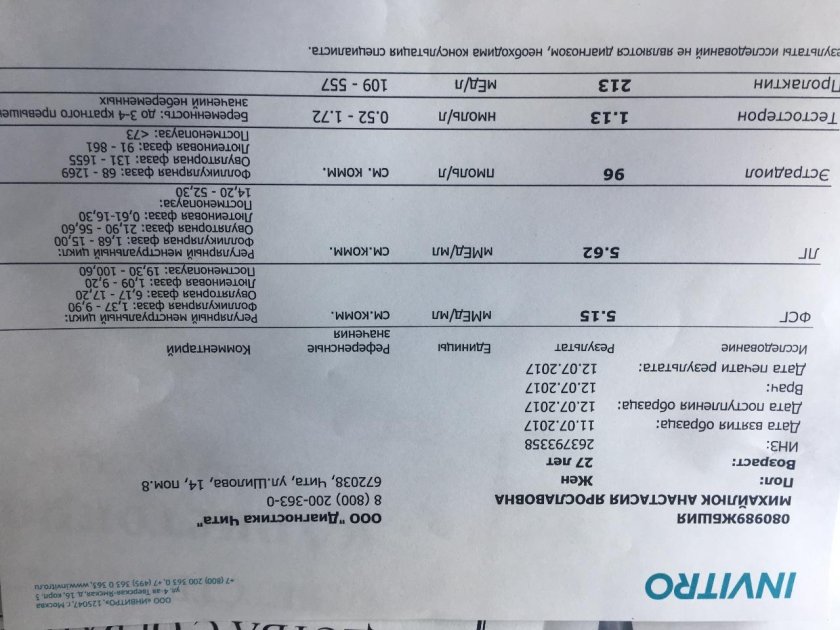 INVITRO
ООО «ИНВИТРО», 125047, г. Москва
ул. 4 ая Тверская-Ямская, д. 16, корп. 3
+7 (800) 200 363 0, +7 (495) 363 0 363, www.invitro.ru
080989ЖБШИЯ
ООО "Диагностика Чита"
МИХАЙЛЮК АНАСТАСИЯ ЯРОСЛАВОВНА
8 (800) 200-363-0
Пол: Жен
672038, Чита, ул.Шилова, 14, пом.8
Возраст: 27 лет
ИНЗ: 263793358
Дата взятия образца: 11.07.2017
Дата поступления образца: 12.07.2017
Врач: 12.07.2017
Дата печати результата: 12.07.2017
Исследование Результат Единицы Референсные значения Комментарий
ФСГ 5.15 мМЕд/мл см.комм. Регулярный менструальный цикл:
Фолликулярная фаза: 1,37 - 9,90
Овуляторная фаза: 6,17 - 17,20
Лютеиновая фаза: 1,09 - 9,20
Постменопауза: 19,30 - 100,60
ЛГ 5.62 мМЕд/мл см.комм. Регулярный менструальный цикл:
Фолликулярная фаза: 1,68 - 15,00
Овуляторная фаза: 21,90 - 56,60
Лютеиновая фаза: 0,61-16,30
Постменопауза:
14,20 - 52,30
Эстрадиол 96 пмоль/л см. комм. Фолликулярная фаза: 68 - 1269
Овуляторная фаза: 131 - 1655
Лютеиновая фаза: 91 - 861
Постменопауза: <73
Тестостерон 1.13 нмоль/л 0.52 - 1.72 Беременность: до 3-4 кратного превышен
значений небеременных
Пролактин 213 мЕд/л 109 - 557
езультаты исследований не являются диагнозом, необходима консультация специалиста.